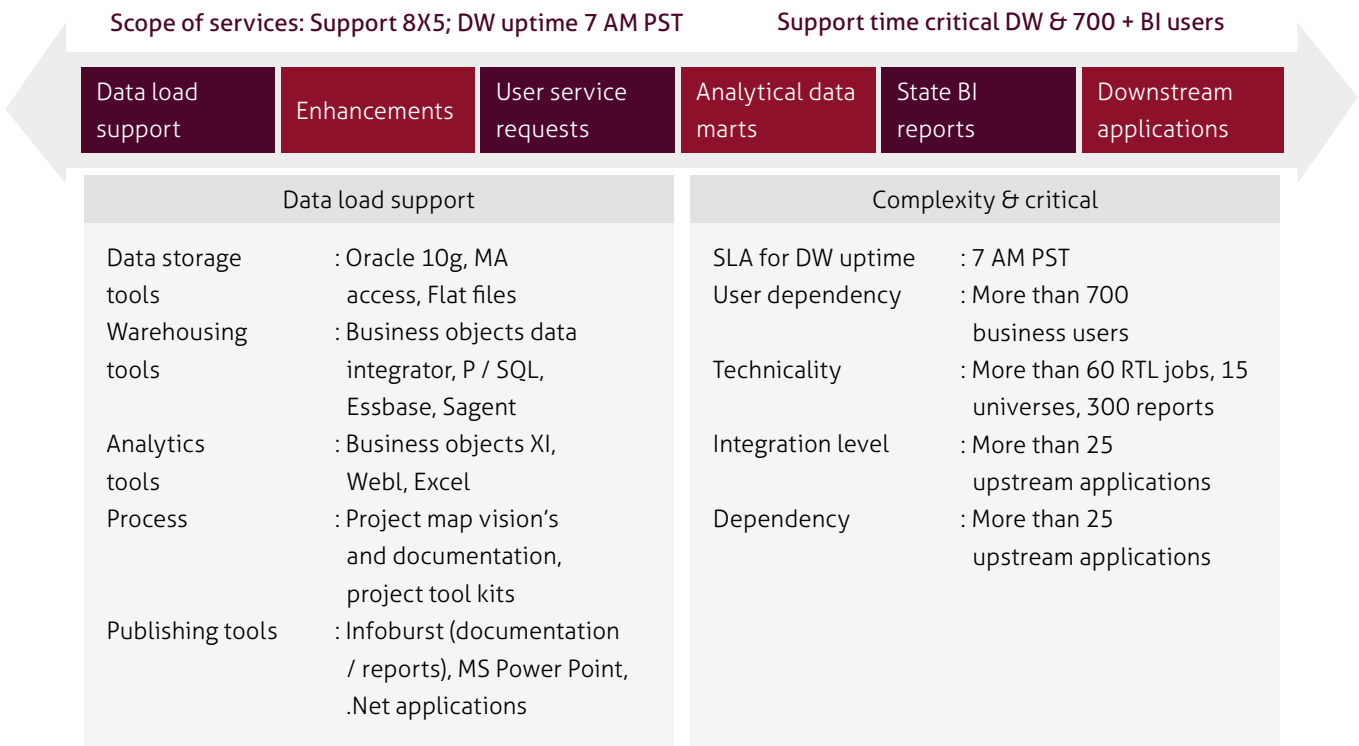 Scope of services: Support 8X5; DW uptime 7 AM PST
Support time critical DW & 700 + BI users
Data load
support
Enhancements
User service
requests
Analytical data
marts
State BI
reports
Downstream
applications
Data load support
Data storage : Oracle 10g, MA
tools access, Flat files
Warehousing : Business objects data
tools integrator, P / SQL,
Essbase, Sagent
Analytics : Business objects XI,
tools Webl, Excel
Process : Project map vision’s
and documentation,
project tool kits
Publishing tools : Infoburst (documentation
/ reports), MS Power Point,
.Net applications
Complexity & critical
SLA for DW uptime : 7 AM PST
User dependency : More than 700
business users
Technicality : More than 60 RTL jobs, 15
universes, 300 reports
Integration level : More than 25
upstream applications
Dependency : More than 25
upstream applications